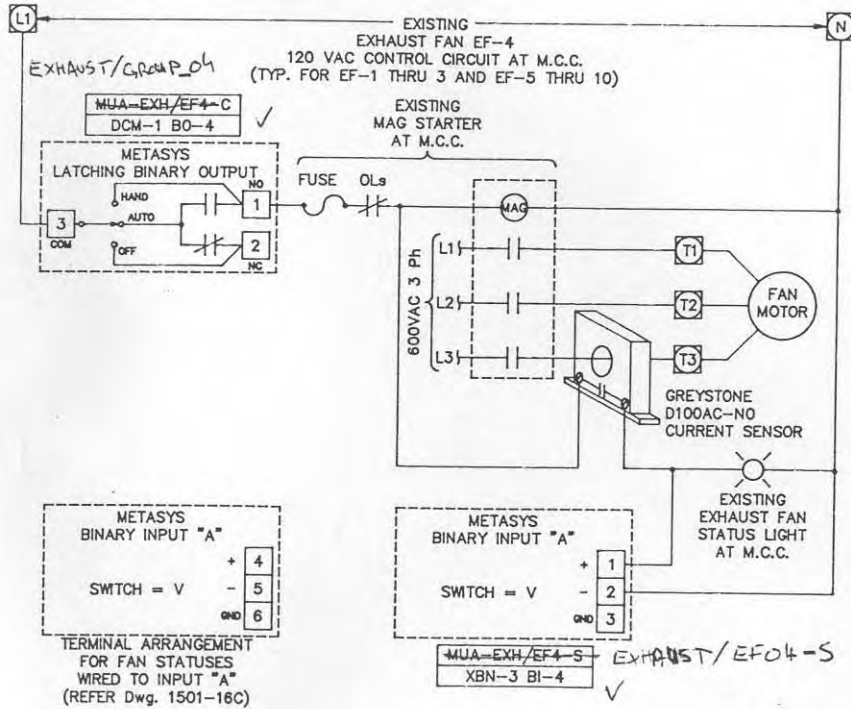 L1
N
EXISTING
EXHAUST FAN EF-4
120 VAC CONTROL CIRCUIT AT M.C.C.
(TYP. FOR EF-1 THRU 3 AND EF-5 THRU 10)
EXHAUST/GROUP_04
MUA-EXH/EF4-C
DCM-1 BO-4
✓
EXISTING
MAG STARTER
AT M.C.C.
METASYS
LATCHING BINARY OUTPUT
HAND
AUTO
OFF
3
COM
NO
1
2
NC
FUSE
OLs
MAG
600VAC 3 Ph
L1
L2
L3
T1
T2
T3
FAN
MOTOR
GREYSTONE
D100AC-NO
CURRENT SENSOR
EXISTING
EXHAUST FAN
STATUS LIGHT
AT M.C.C.
METASYS
BINARY INPUT "A"
+ 4
SWITCH = V - 5
GND 6
TERMINAL ARRANGEMENT
FOR FAN STATUSES
WIRED TO INPUT "A"
(REFER Dwg. 1501-16C)
METASYS
BINARY INPUT "A"
+ 1
SWITCH = V - 2
GND 3
MUA-EXH/EF4-S
XBN-3 BI-4
EXHAUST/EF04-S
✓